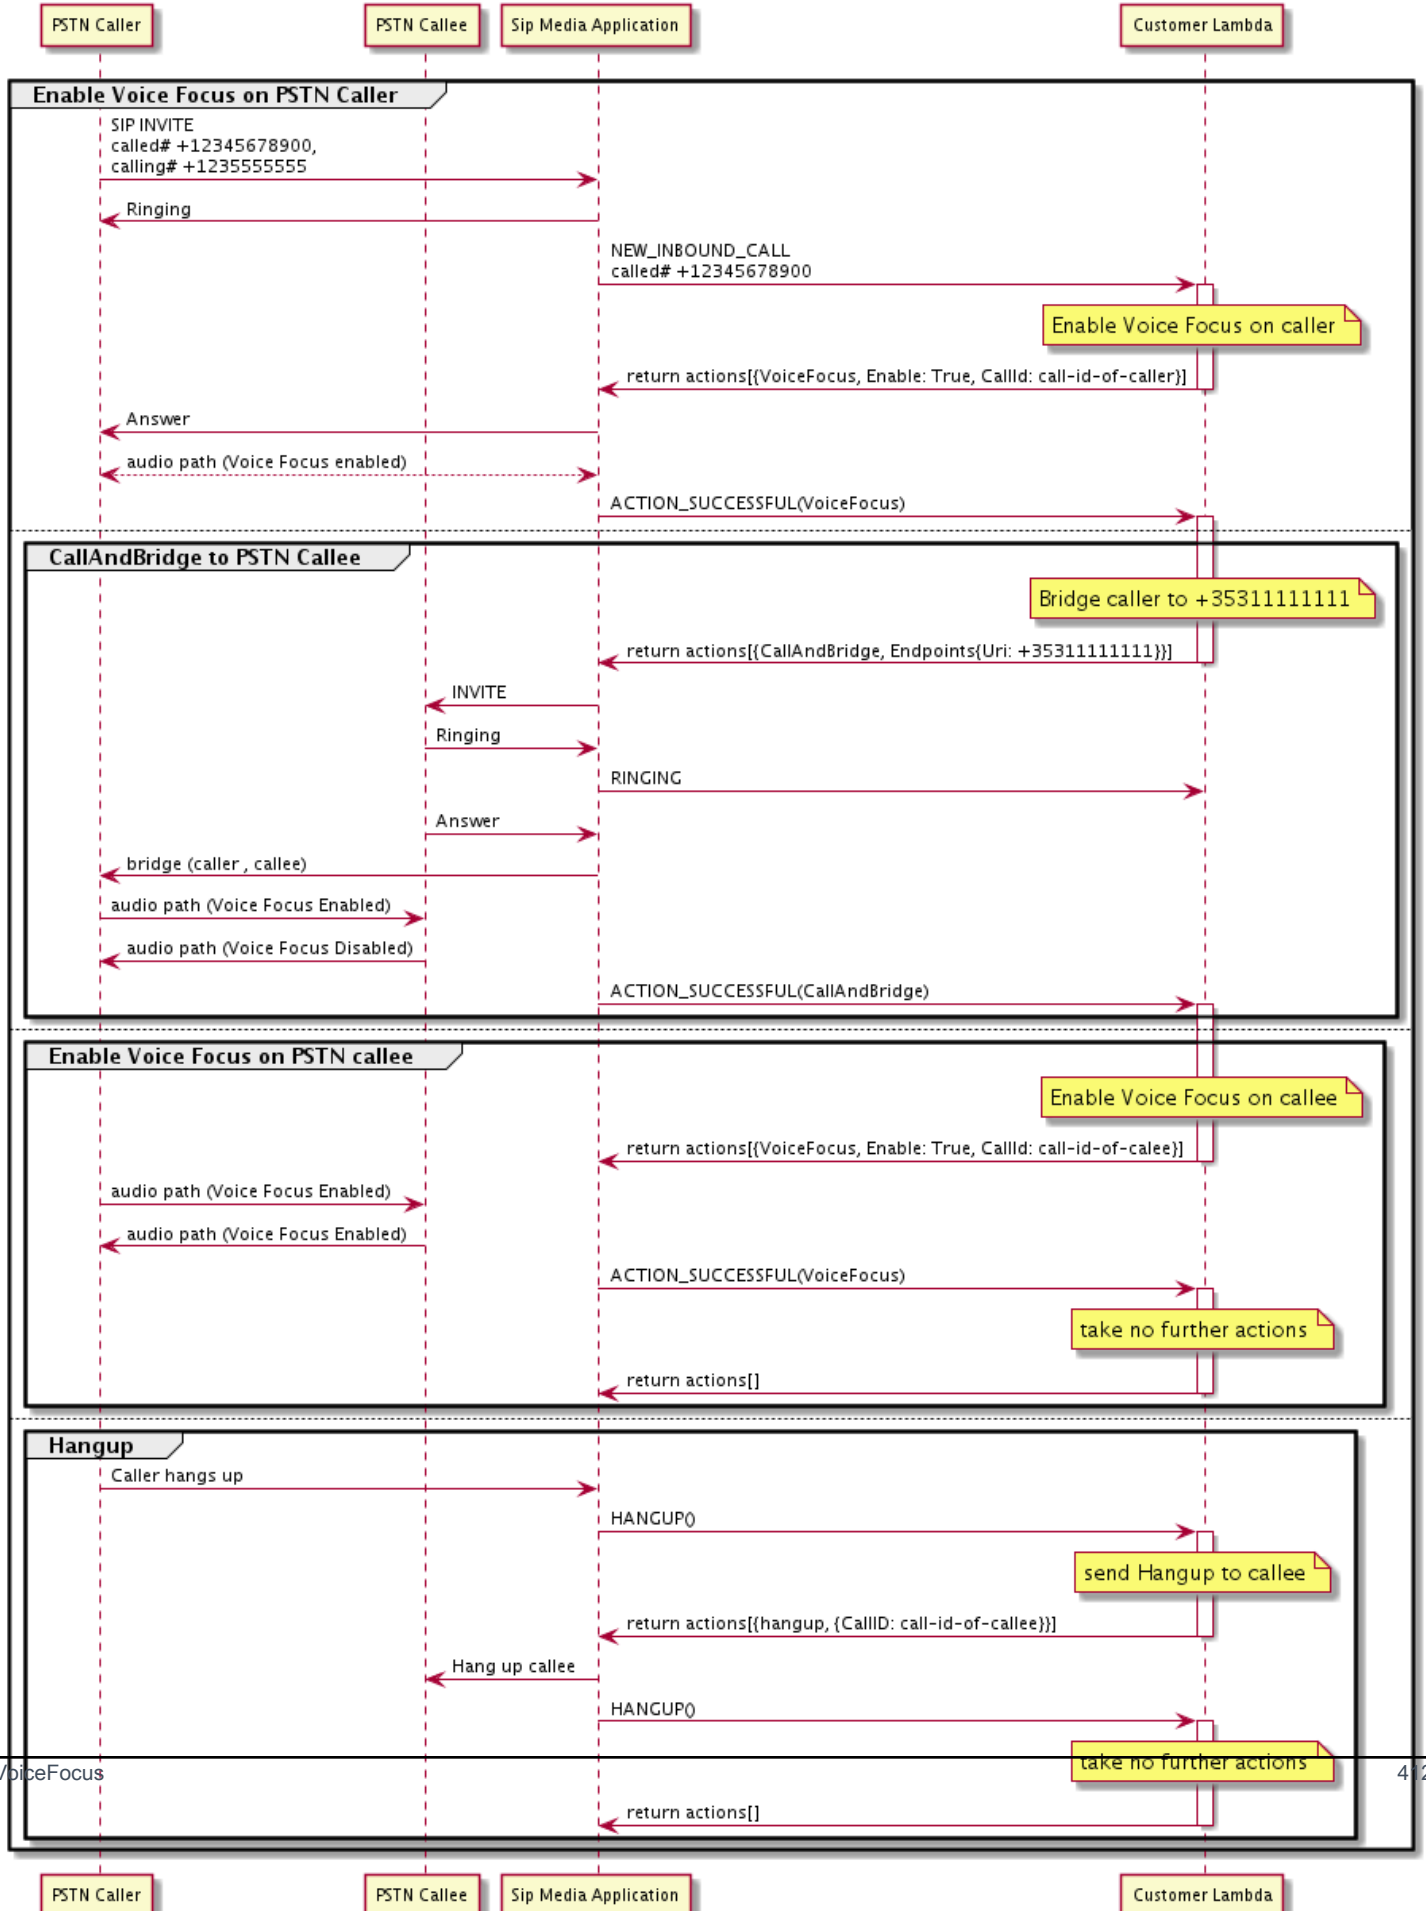 PSTN Caller
PSTN Callee
Sip Media Application
Customer Lambda
Enable Voice Focus on PSTN Caller
SIP INVITE
called# +12345678900,
calling# +1235555555
Ringing
NEW_INBOUND_CALL
called# +12345678900
Enable Voice Focus on caller
return actions[{VoiceFocus, Enable: True, CallId: call-id-of-caller}]
Answer
audio path (Voice Focus enabled)
ACTION_SUCCESSFUL(VoiceFocus)
CallAndBridge to PSTN Callee
Bridge caller to +35311111111
return actions[{CallAndBridge, Endpoints{Uri: +35311111111}}]
INVITE
Ringing
RINGING
Answer
bridge (caller , callee)
audio path (Voice Focus Enabled)
audio path (Voice Focus Disabled)
ACTION_SUCCESSFUL(CallAndBridge)
Enable Voice Focus on PSTN callee
Enable Voice Focus on callee
return actions[{VoiceFocus, Enable: True, CallId: call-id-of-calee}]
audio path (Voice Focus Enabled)
audio path (Voice Focus Enabled)
ACTION_SUCCESSFUL(VoiceFocus)
take no further actions
return actions[]
Hangup
Caller hangs up
HANGUP()
send Hangup to callee
return actions[{hangup, {CallID: call-id-of-callee}}]
Hang up callee
HANGUP()
take no further actions
VoiceFocus
412
return actions[]
PSTN Caller
PSTN Callee
Sip Media Application
Customer Lambda